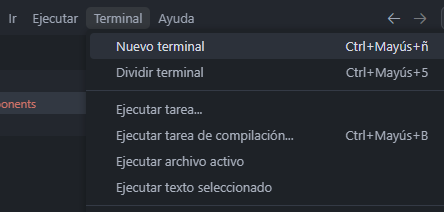 Ir Ejecutar Terminal Ayuda
Nuevo terminal Ctrl+Mayús+ñ
Dividir terminal Ctrl+Mayús+5
onents
Ejecutar tarea...
Ejecutar tarea de compilación... Ctrl+Mayús+B
Ejecutar archivo activo
Ejecutar texto seleccionado